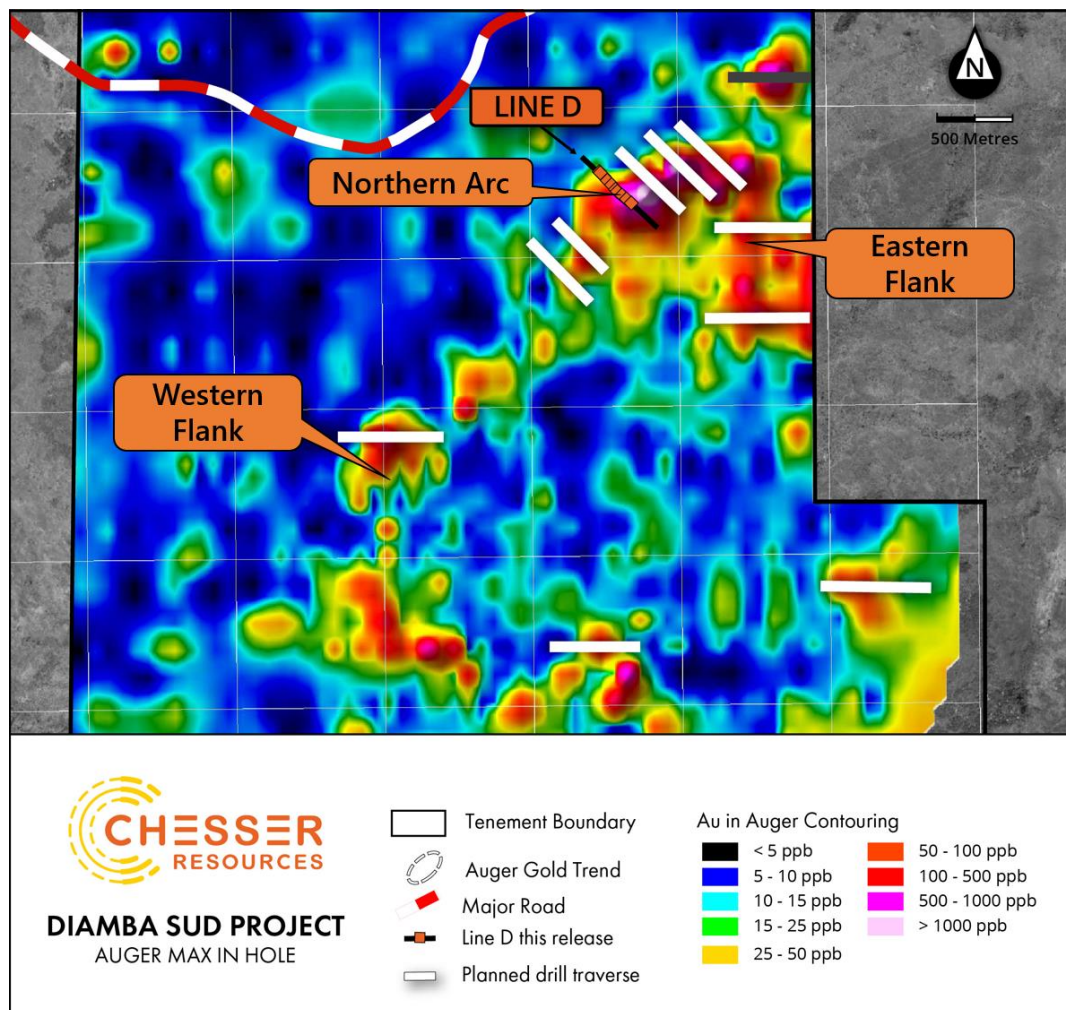 N
500 Metres
LINE D
Northern Arc
Eastern
Flank
Western
Flank
CHESSER
RESOURCES
DIAMBA SUD PROJECT
AUGER MAX IN HOLE
Tenement Boundary
Auger Gold Trend
Major Road
Line D this release
Planned drill traverse
Au in Auger Contouring
< 5 ppb
5 - 10 ppb
10 - 15 ppb
15 - 25 ppb
25 - 50 ppb
50 - 100 ppb
100 - 500 ppb
500 - 1000 ppb
> 1000 ppb